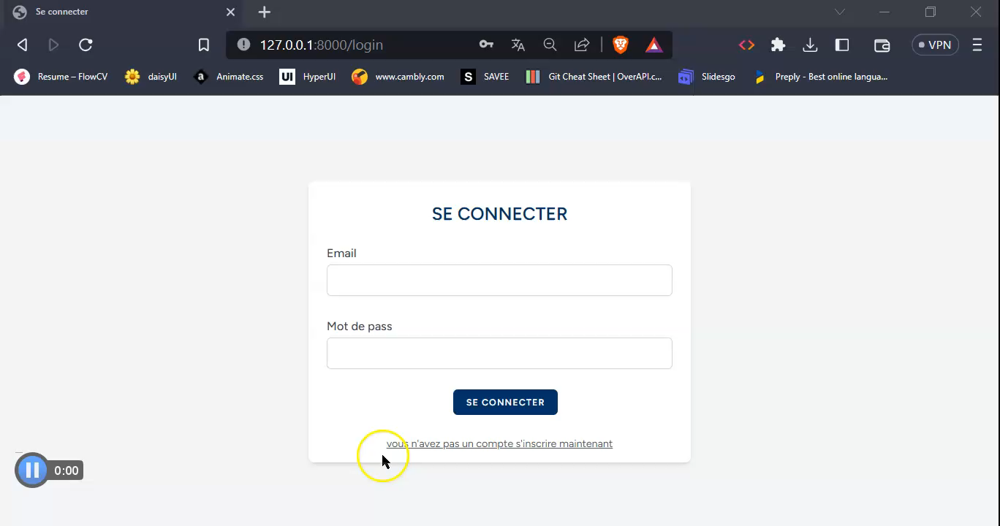 Se connecter
127.0.0.1:8000/login
VPN
Resume – FlowCV
daisyUI
a
Animate.css
UI
HyperUI
www.cambly.com
S
SAVEE
Git Cheat Sheet | OverAPI.c...
Slidesgo
Preply - Best online langua...
SE CONNECTER
Email
Mot de pass
SE CONNECTER
vous n'avez pas un compte s'inscrire maintenant
0:00